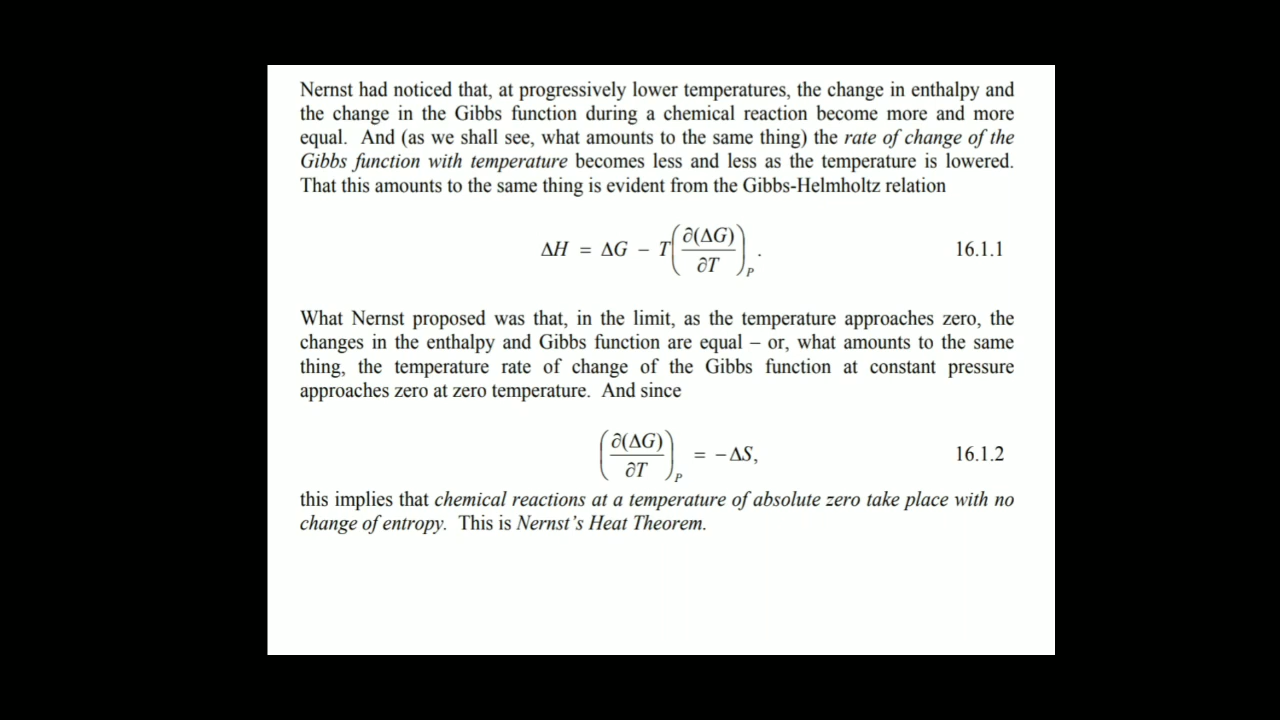 Nernst had noticed that, at progressively lower temperatures, the change in enthalpy and
the change in the Gibbs function during a chemical reaction become more and more
equal. And (as we shall see, what amounts to the same thing) the rate of change of the
Gibbs function with temperature becomes less and less as the temperature is lowered.
That this amounts to the same thing is evident from the Gibbs-Helmholtz relation
ΔH = ΔG − T(∂(ΔG)/∂T)_P. 16.1.1
What Nernst proposed was that, in the limit, as the temperature approaches zero, the
changes in the enthalpy and Gibbs function are equal – or, what amounts to the same
thing, the temperature rate of change of the Gibbs function at constant pressure
approaches zero at zero temperature. And since
(∂(ΔG)/∂T)_P = −ΔS, 16.1.2
this implies that chemical reactions at a temperature of absolute zero take place with no
change of entropy. This is Nernst's Heat Theorem.